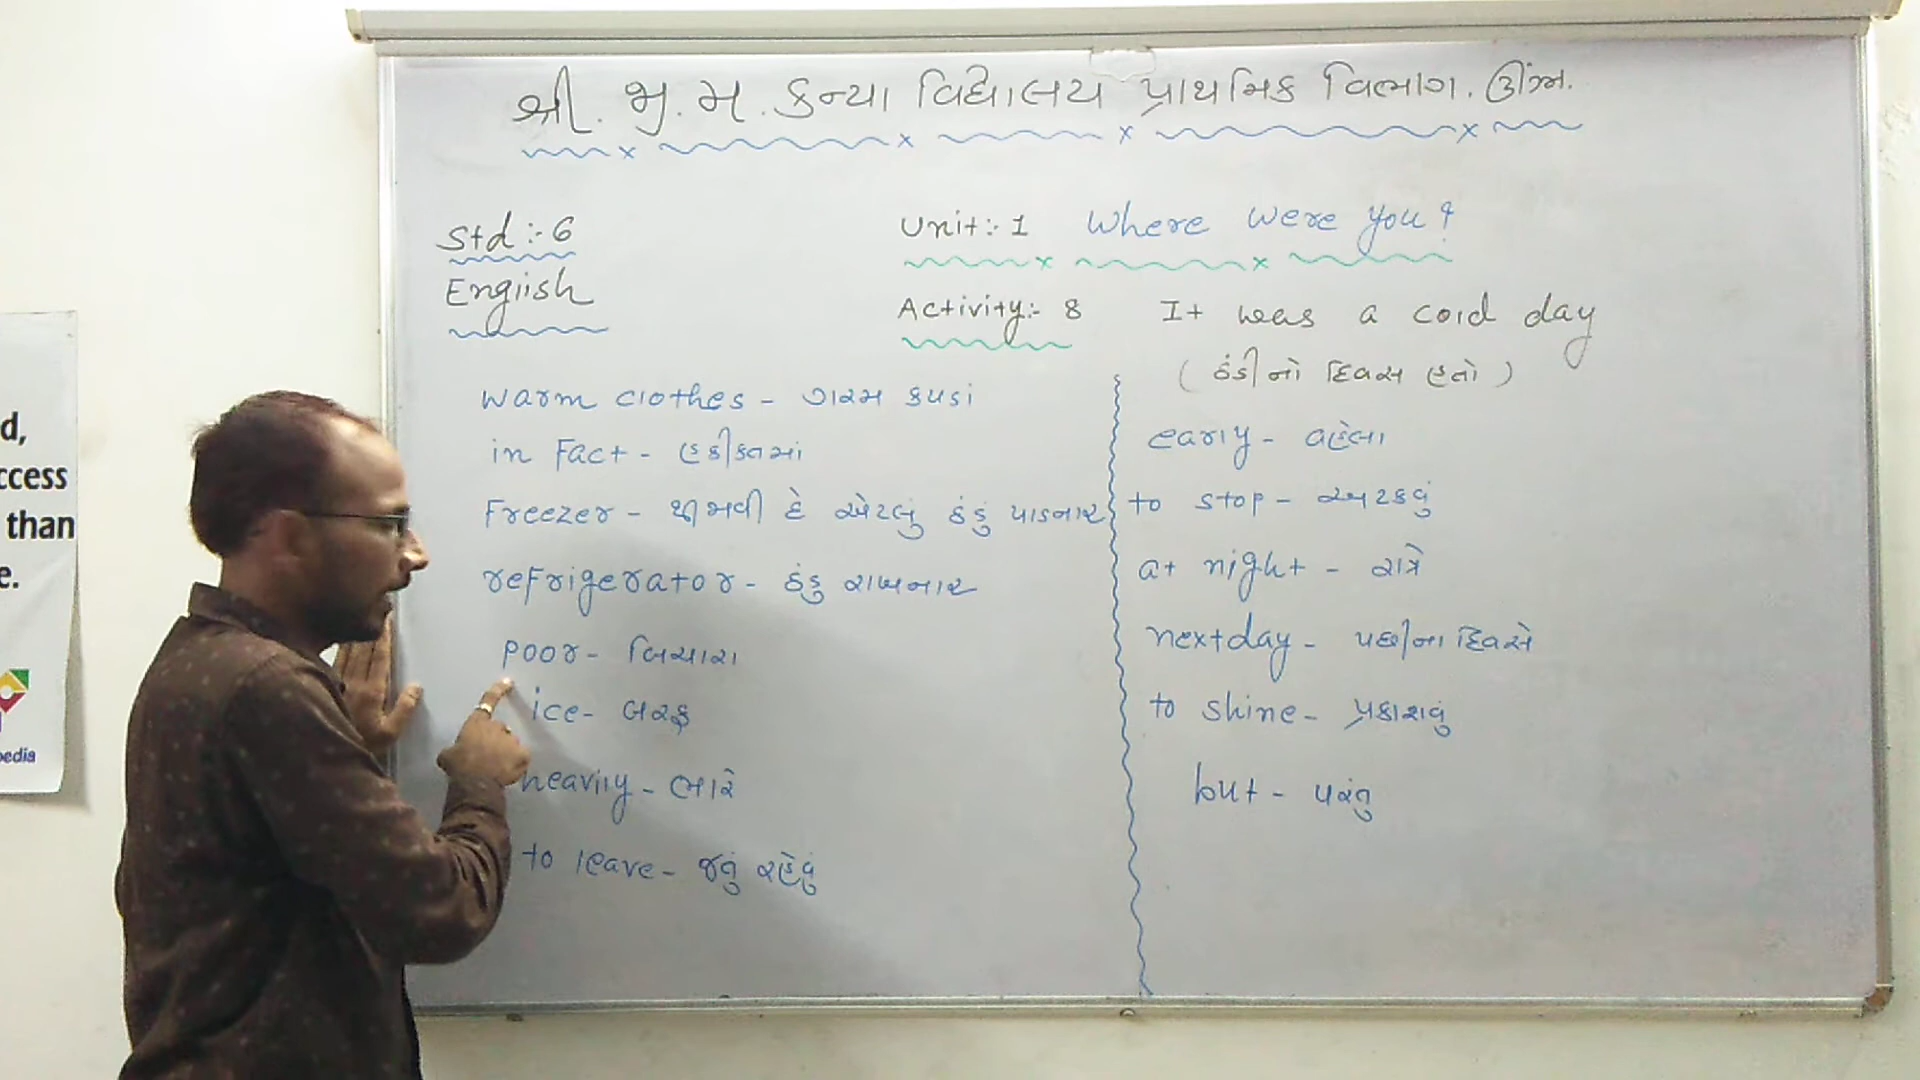 શ્રી. જી. મ. કન્યા વિદ્યાલય પ્રાથમિક વિભાગ. ઊંઝા.
Std :- 6
English
Unit :- 1 Where were you ?
Activity :- 8 It was a cold day
( ઠંડીનો દિવસ હતો )
warm clothes - ગરમ કપડાં
in Fact - હકીકતમાં
Freezer - થીજાવી દે એટલું ઠંડું પાડનાર
reFrigerator - ઠંડુ રાખનાર
poor - બિચારા
ice - બરફ
heavily - ભારે
to leave - જતું રહેવું
early - વહેલા
to stop - અટકવું
at night - રાત્રે
next day - પછીના દિવસે
to shine - પ્રકાશવું
but - પરંતુ
d,
ccess
than
e.
pedia